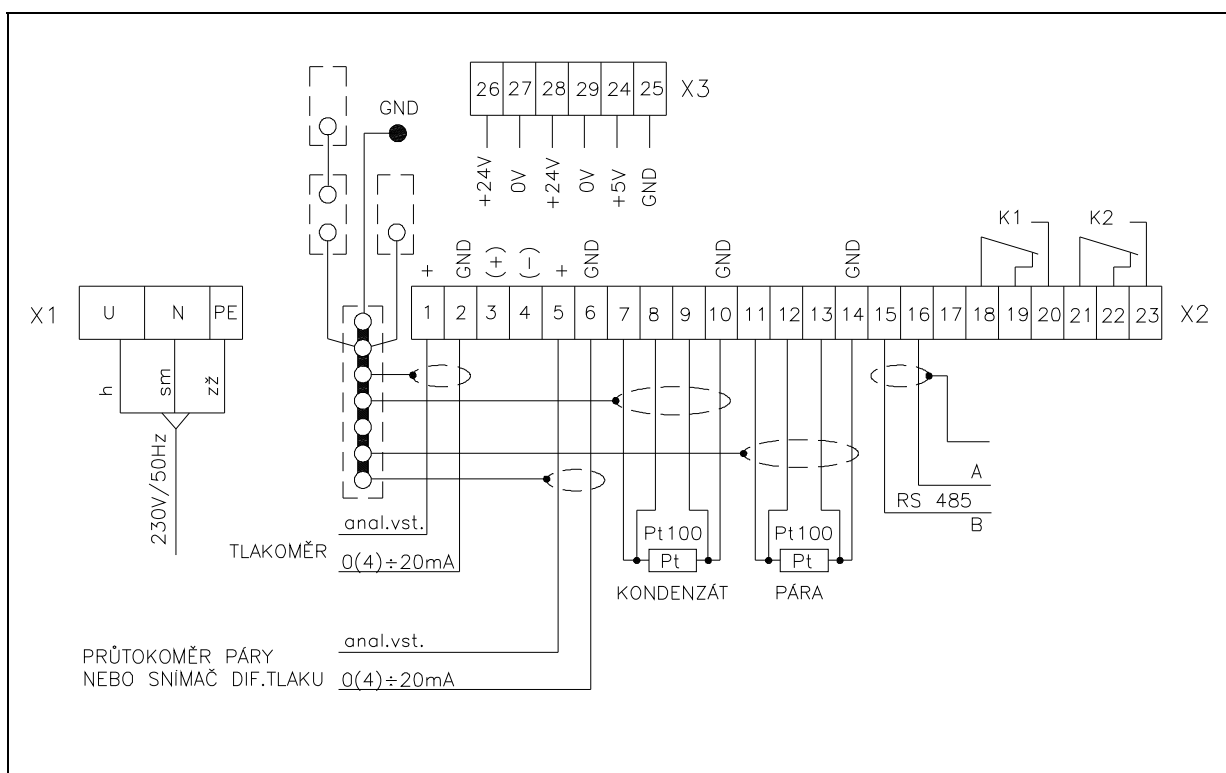 26 27 28 29 24 25 X3
GND
+24V 0V +24V 0V +5V GND
K1 K2
+ GND (+) (-) + GND GND GND
X1 U N PE
1 2 3 4 5 6 7 8 9 10 11 12 13 14 15 16 17 18 19 20 21 22 23 X2
h sm zž
230V/50Hz
A
RS 485
B
anal.vst.
TLAKOMĚR
0(4)÷20mA
Pt100 Pt100
Pt Pt
KONDENZÁT PÁRA
anal.vst.
PRŮTOKOMĚR PÁRY
NEBO SNÍMAČ DIF.TLAKU 0(4)÷20mA